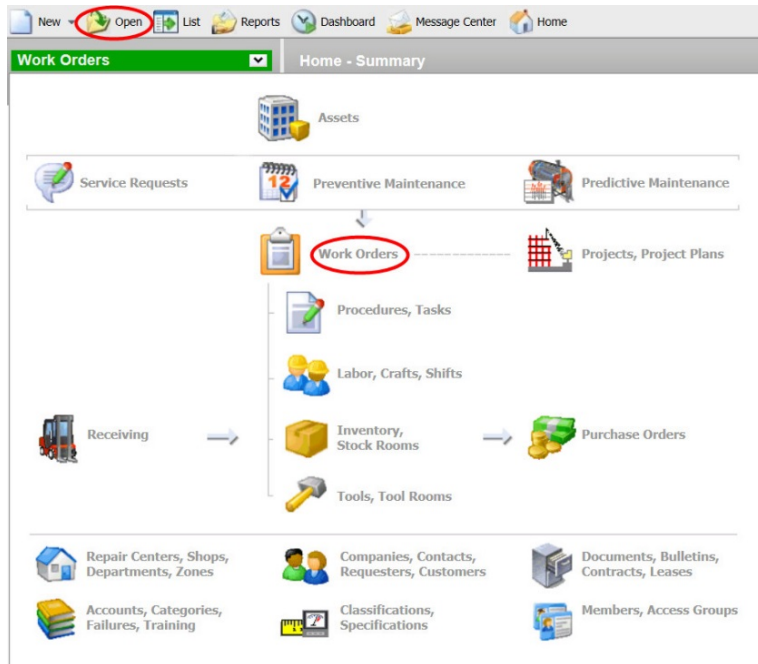 New Open List Reports Dashboard Message Center Home
Work Orders Home - Summary
Assets
Service Requests Preventive Maintenance Predictive Maintenance
12
Work Orders Projects, Project Plans
Procedures, Tasks
Labor, Crafts, Shifts
Receiving
Inventory,
Stock Rooms
Purchase Orders
Tools, Tool Rooms
Repair Centers, Shops,
Departments, Zones
Companies, Contacts,
Requesters, Customers
Documents, Bulletins,
Contracts, Leases
Accounts, Categories,
Failures, Training
Classifications,
Specifications
Members, Access Groups